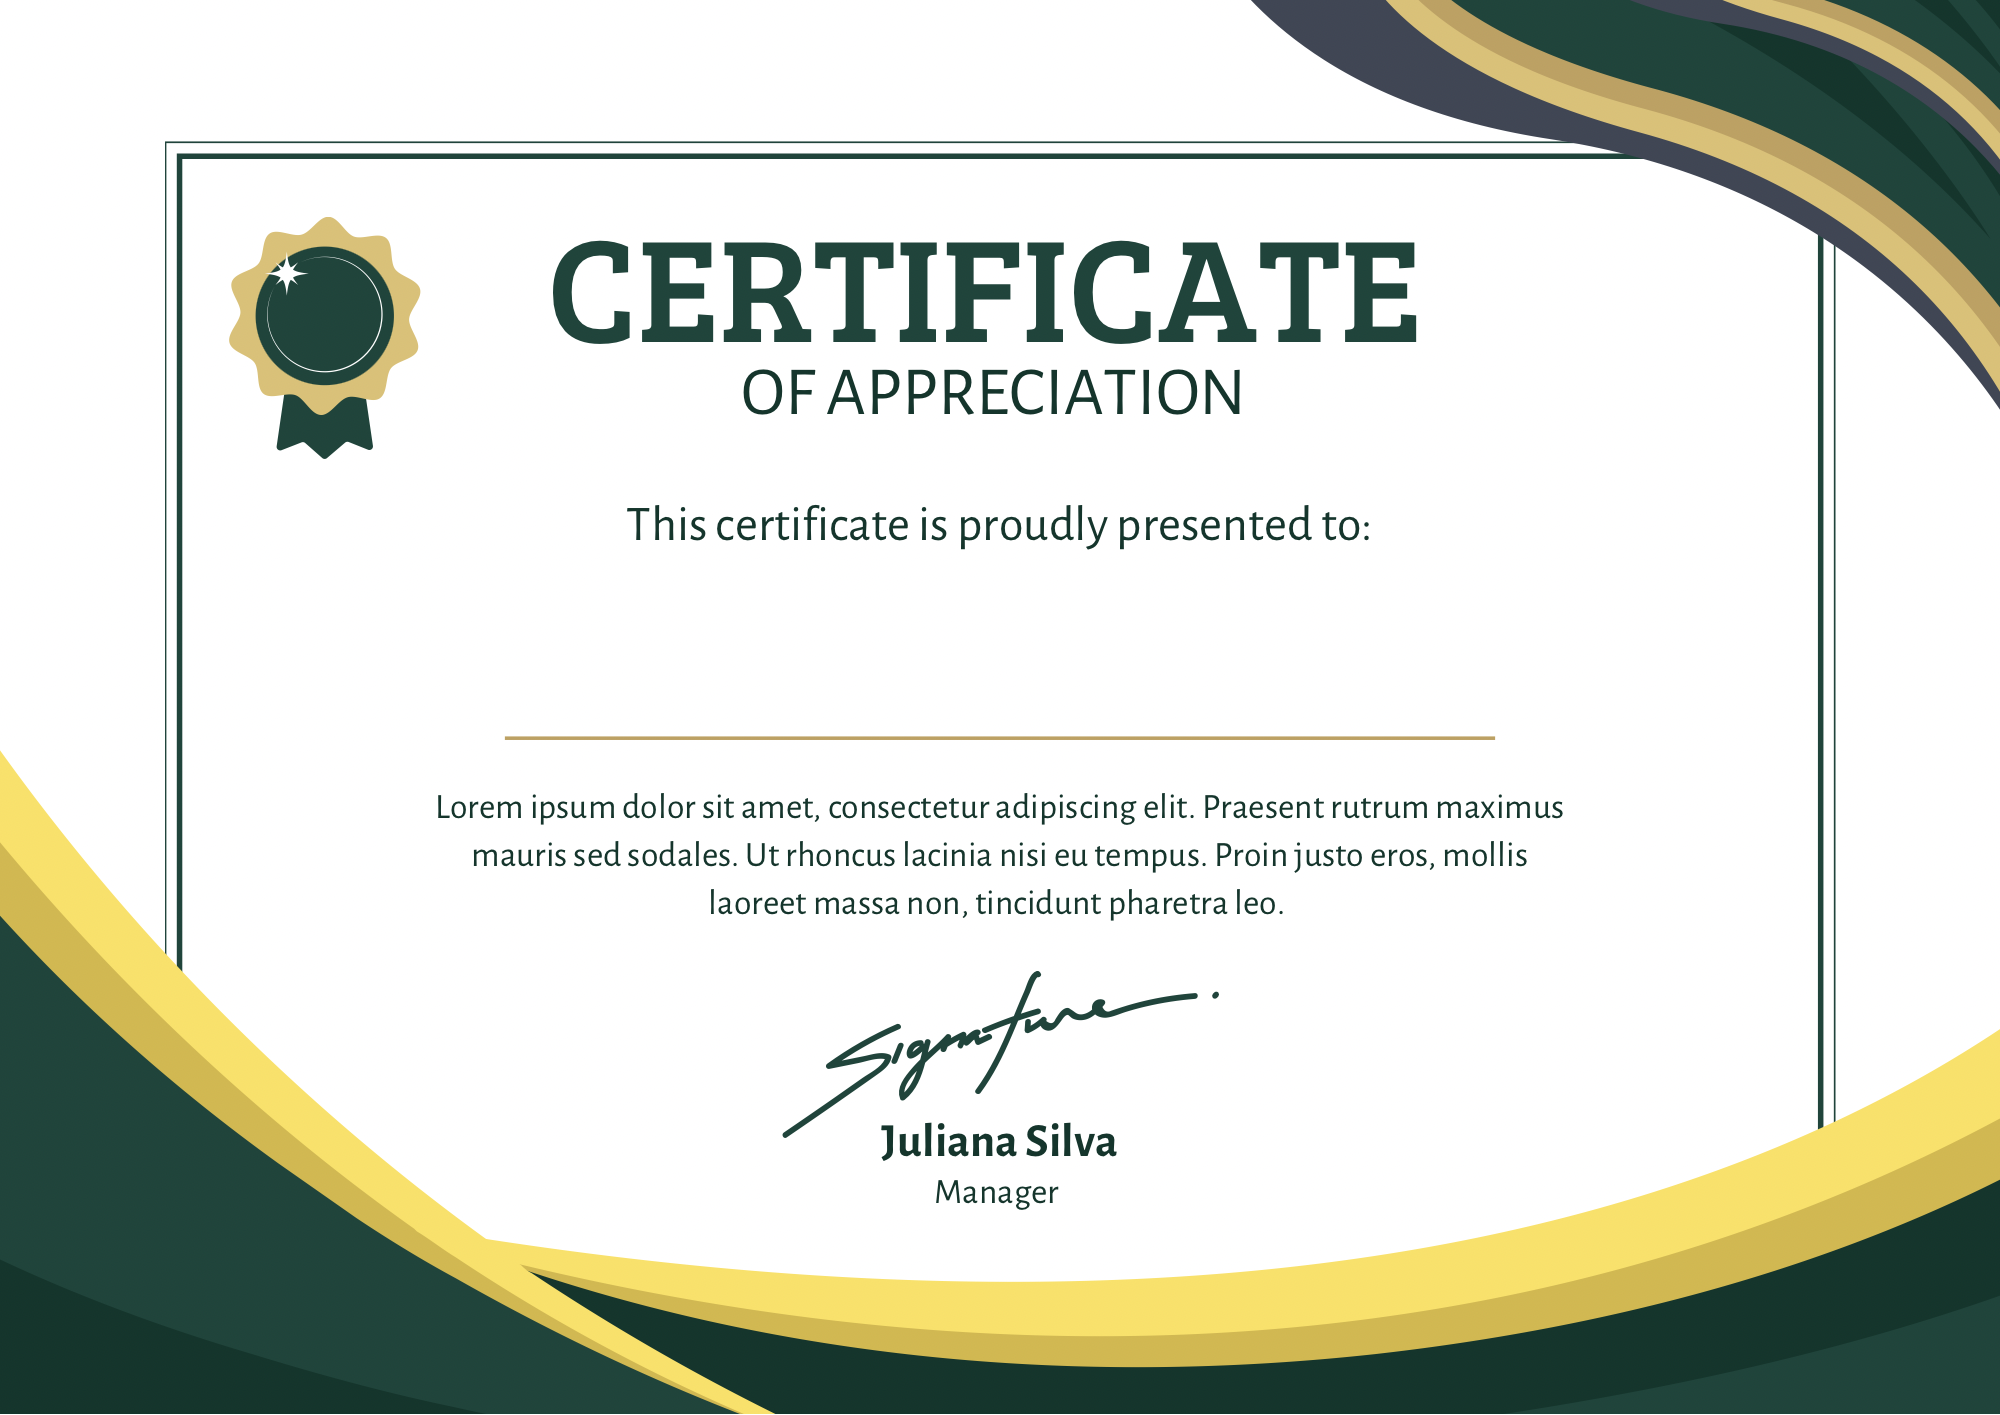 CERTIFICATE
OF APPRECIATION
This certificate is proudly presented to:
Lorem ipsum dolor sit amet, consectetur adipiscing elit. Praesent rutrum maximus
mauris sed sodales. Ut rhoncus lacinia nisi eu tempus. Proin justo eros, mollis
laoreet massa non, tincidunt pharetra leo.
Signature.
Juliana Silva
Manager